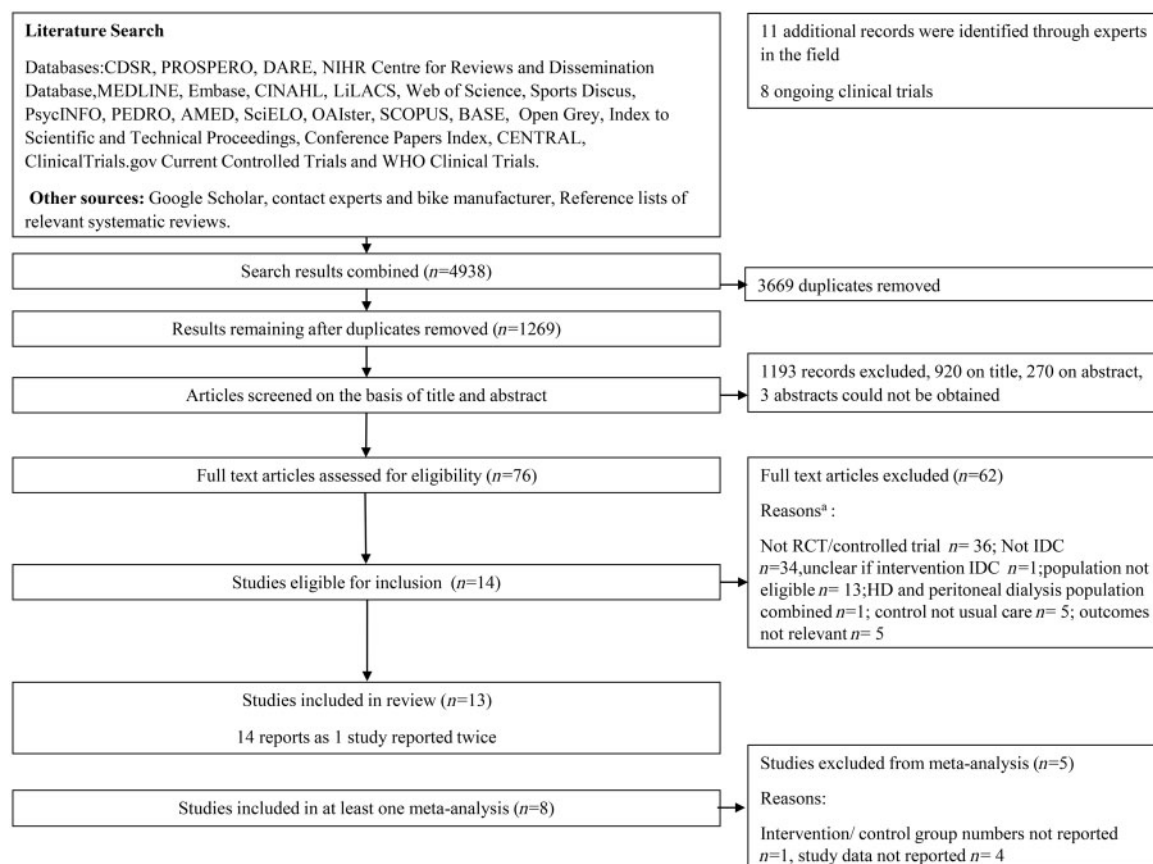 Literature Search
Databases:CDSR, PROSPERO, DARE, NIHR Centre for Reviews and Dissemination
Database,MEDLINE, Embase, CINAHL, LiLACS, Web of Science, Sports Discus,
PsycINFO, PEDRO, AMED, SciELO, OAIster, SCOPUS, BASE, Open Grey, Index to
Scientific and Technical Proceedings, Conference Papers Index, CENTRAL,
ClinicalTrials.gov Current Controlled Trials and WHO Clinical Trials.
Other sources: Google Scholar, contact experts and bike manufacturer, Reference lists of
relevant systematic reviews.
11 additional records were identified through experts
in the field
8 ongoing clinical trials
Search results combined (n=4938)
3669 duplicates removed
Results remaining after duplicates removed (n=1269)
Articles screened on the basis of title and abstract
1193 records excluded, 920 on title, 270 on abstract,
3 abstracts could not be obtained
Full text articles assessed for eligibility (n=76)
Full text articles excluded (n=62)
Reasonsᵃ :
Not RCT/controlled trial n= 36; Not IDC
n=34,unclear if intervention IDC n=1;population not
eligible n= 13;HD and peritoneal dialysis population
combined n=1; control not usual care n= 5; outcomes
not relevant n= 5
Studies eligible for inclusion (n=14)
Studies included in review (n=13)
14 reports as 1 study reported twice
Studies included in at least one meta-analysis (n=8)
Studies excluded from meta-analysis (n=5)
Reasons:
Intervention/ control group numbers not reported
n=1, study data not reported n= 4